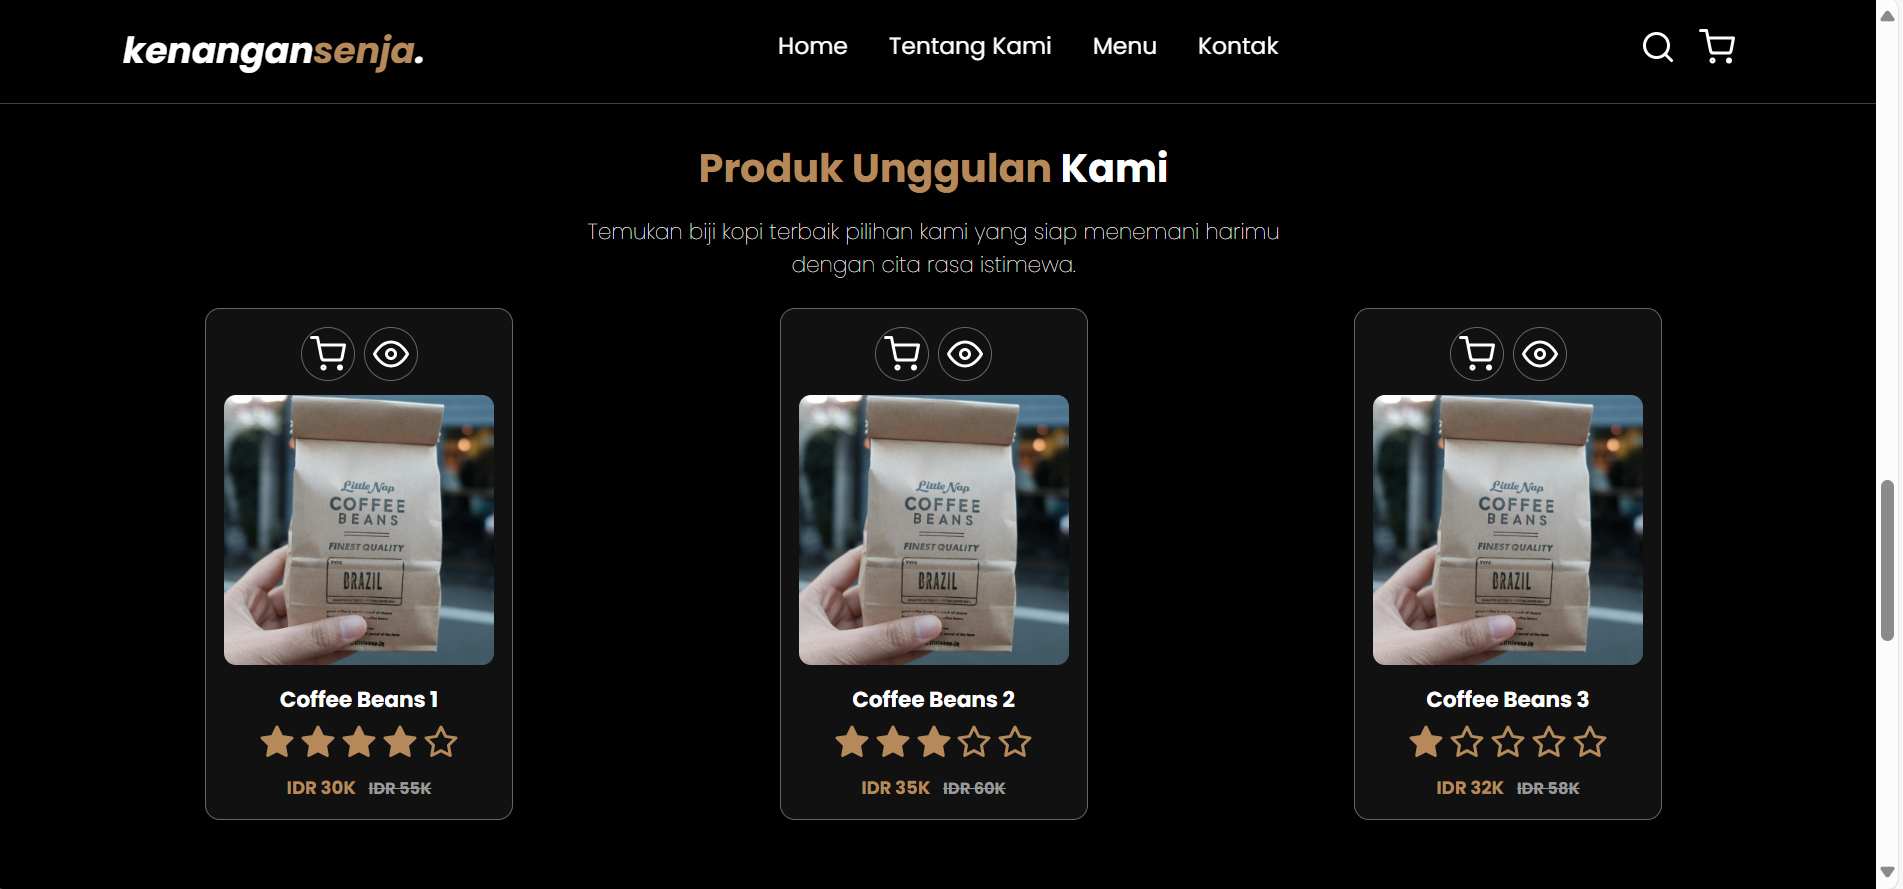 kenangansenja.
Home Tentang Kami Menu Kontak
Produk Unggulan Kami
Temukan biji kopi terbaik pilihan kami yang siap menemani harimu
dengan cita rasa istimewa.
Little Nap
COFFEE
BEANS
FINEST QUALITY
BRAZIL
Coffee Beans 1
IDR 30K IDR 55K
Little Nap
COFFEE
BEANS
FINEST QUALITY
BRAZIL
Coffee Beans 2
IDR 35K IDR 60K
Little Nap
COFFEE
BEANS
FINEST QUALITY
BRAZIL
Coffee Beans 3
IDR 32K IDR 58K